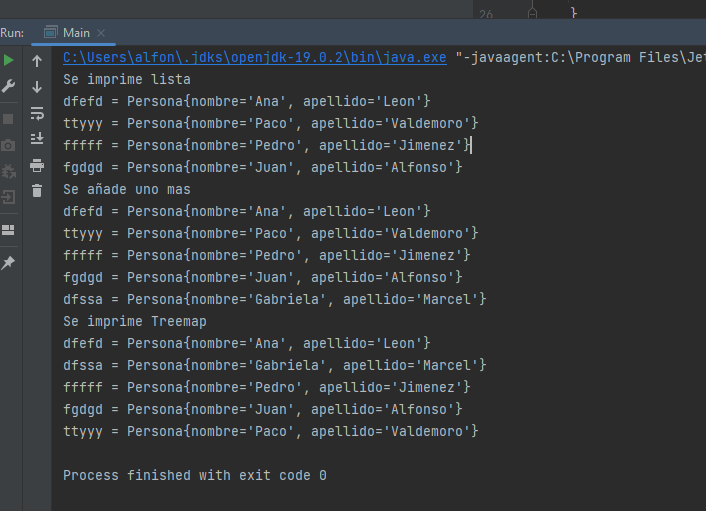 26 }
Run: Main ×
C:\Users\alfon\.jdks\openjdk-19.0.2\bin\java.exe "-javaagent:C:\Program Files\Jet
Se imprime lista
dfefd = Persona{nombre='Ana', apellido='Leon'}
ttyyy = Persona{nombre='Paco', apellido='Valdemoro'}
fffff = Persona{nombre='Pedro', apellido='Jimenez'}
fgdgd = Persona{nombre='Juan', apellido='Alfonso'}
Se añade uno mas
dfefd = Persona{nombre='Ana', apellido='Leon'}
ttyyy = Persona{nombre='Paco', apellido='Valdemoro'}
fffff = Persona{nombre='Pedro', apellido='Jimenez'}
fgdgd = Persona{nombre='Juan', apellido='Alfonso'}
dfssa = Persona{nombre='Gabriela', apellido='Marcel'}
Se imprime Treemap
dfefd = Persona{nombre='Ana', apellido='Leon'}
dfssa = Persona{nombre='Gabriela', apellido='Marcel'}
fffff = Persona{nombre='Pedro', apellido='Jimenez'}
fgdgd = Persona{nombre='Juan', apellido='Alfonso'}
ttyyy = Persona{nombre='Paco', apellido='Valdemoro'}
Process finished with exit code 0